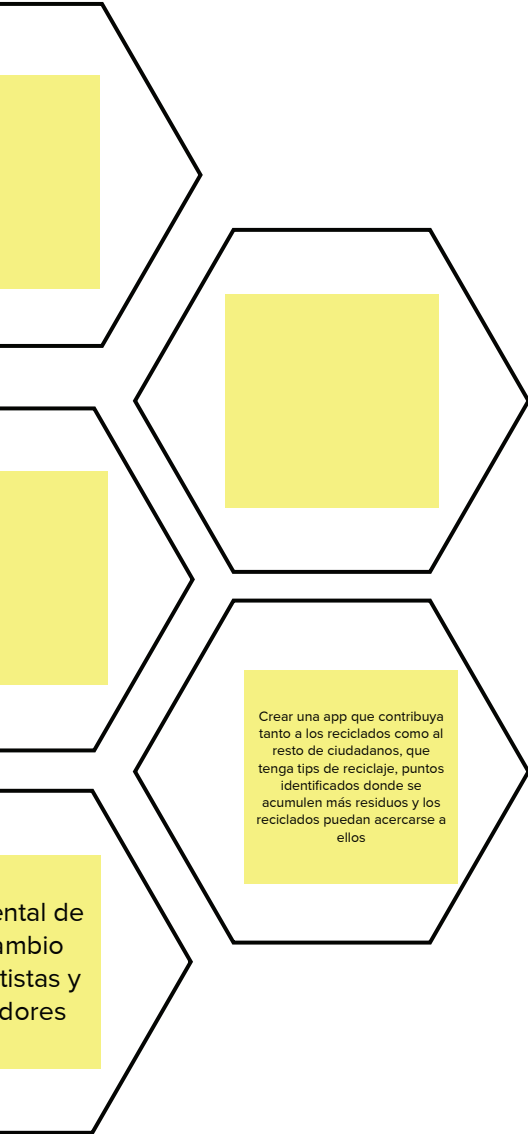 Crear una app que contribuya
tanto a los reciclados como al
resto de ciudadanos, que
tenga tips de reciclaje, puntos
identificados donde se
acumulen más residuos y los
reciclados puedan acercarse a
ellos
ental de
ambio
tistas y
dores